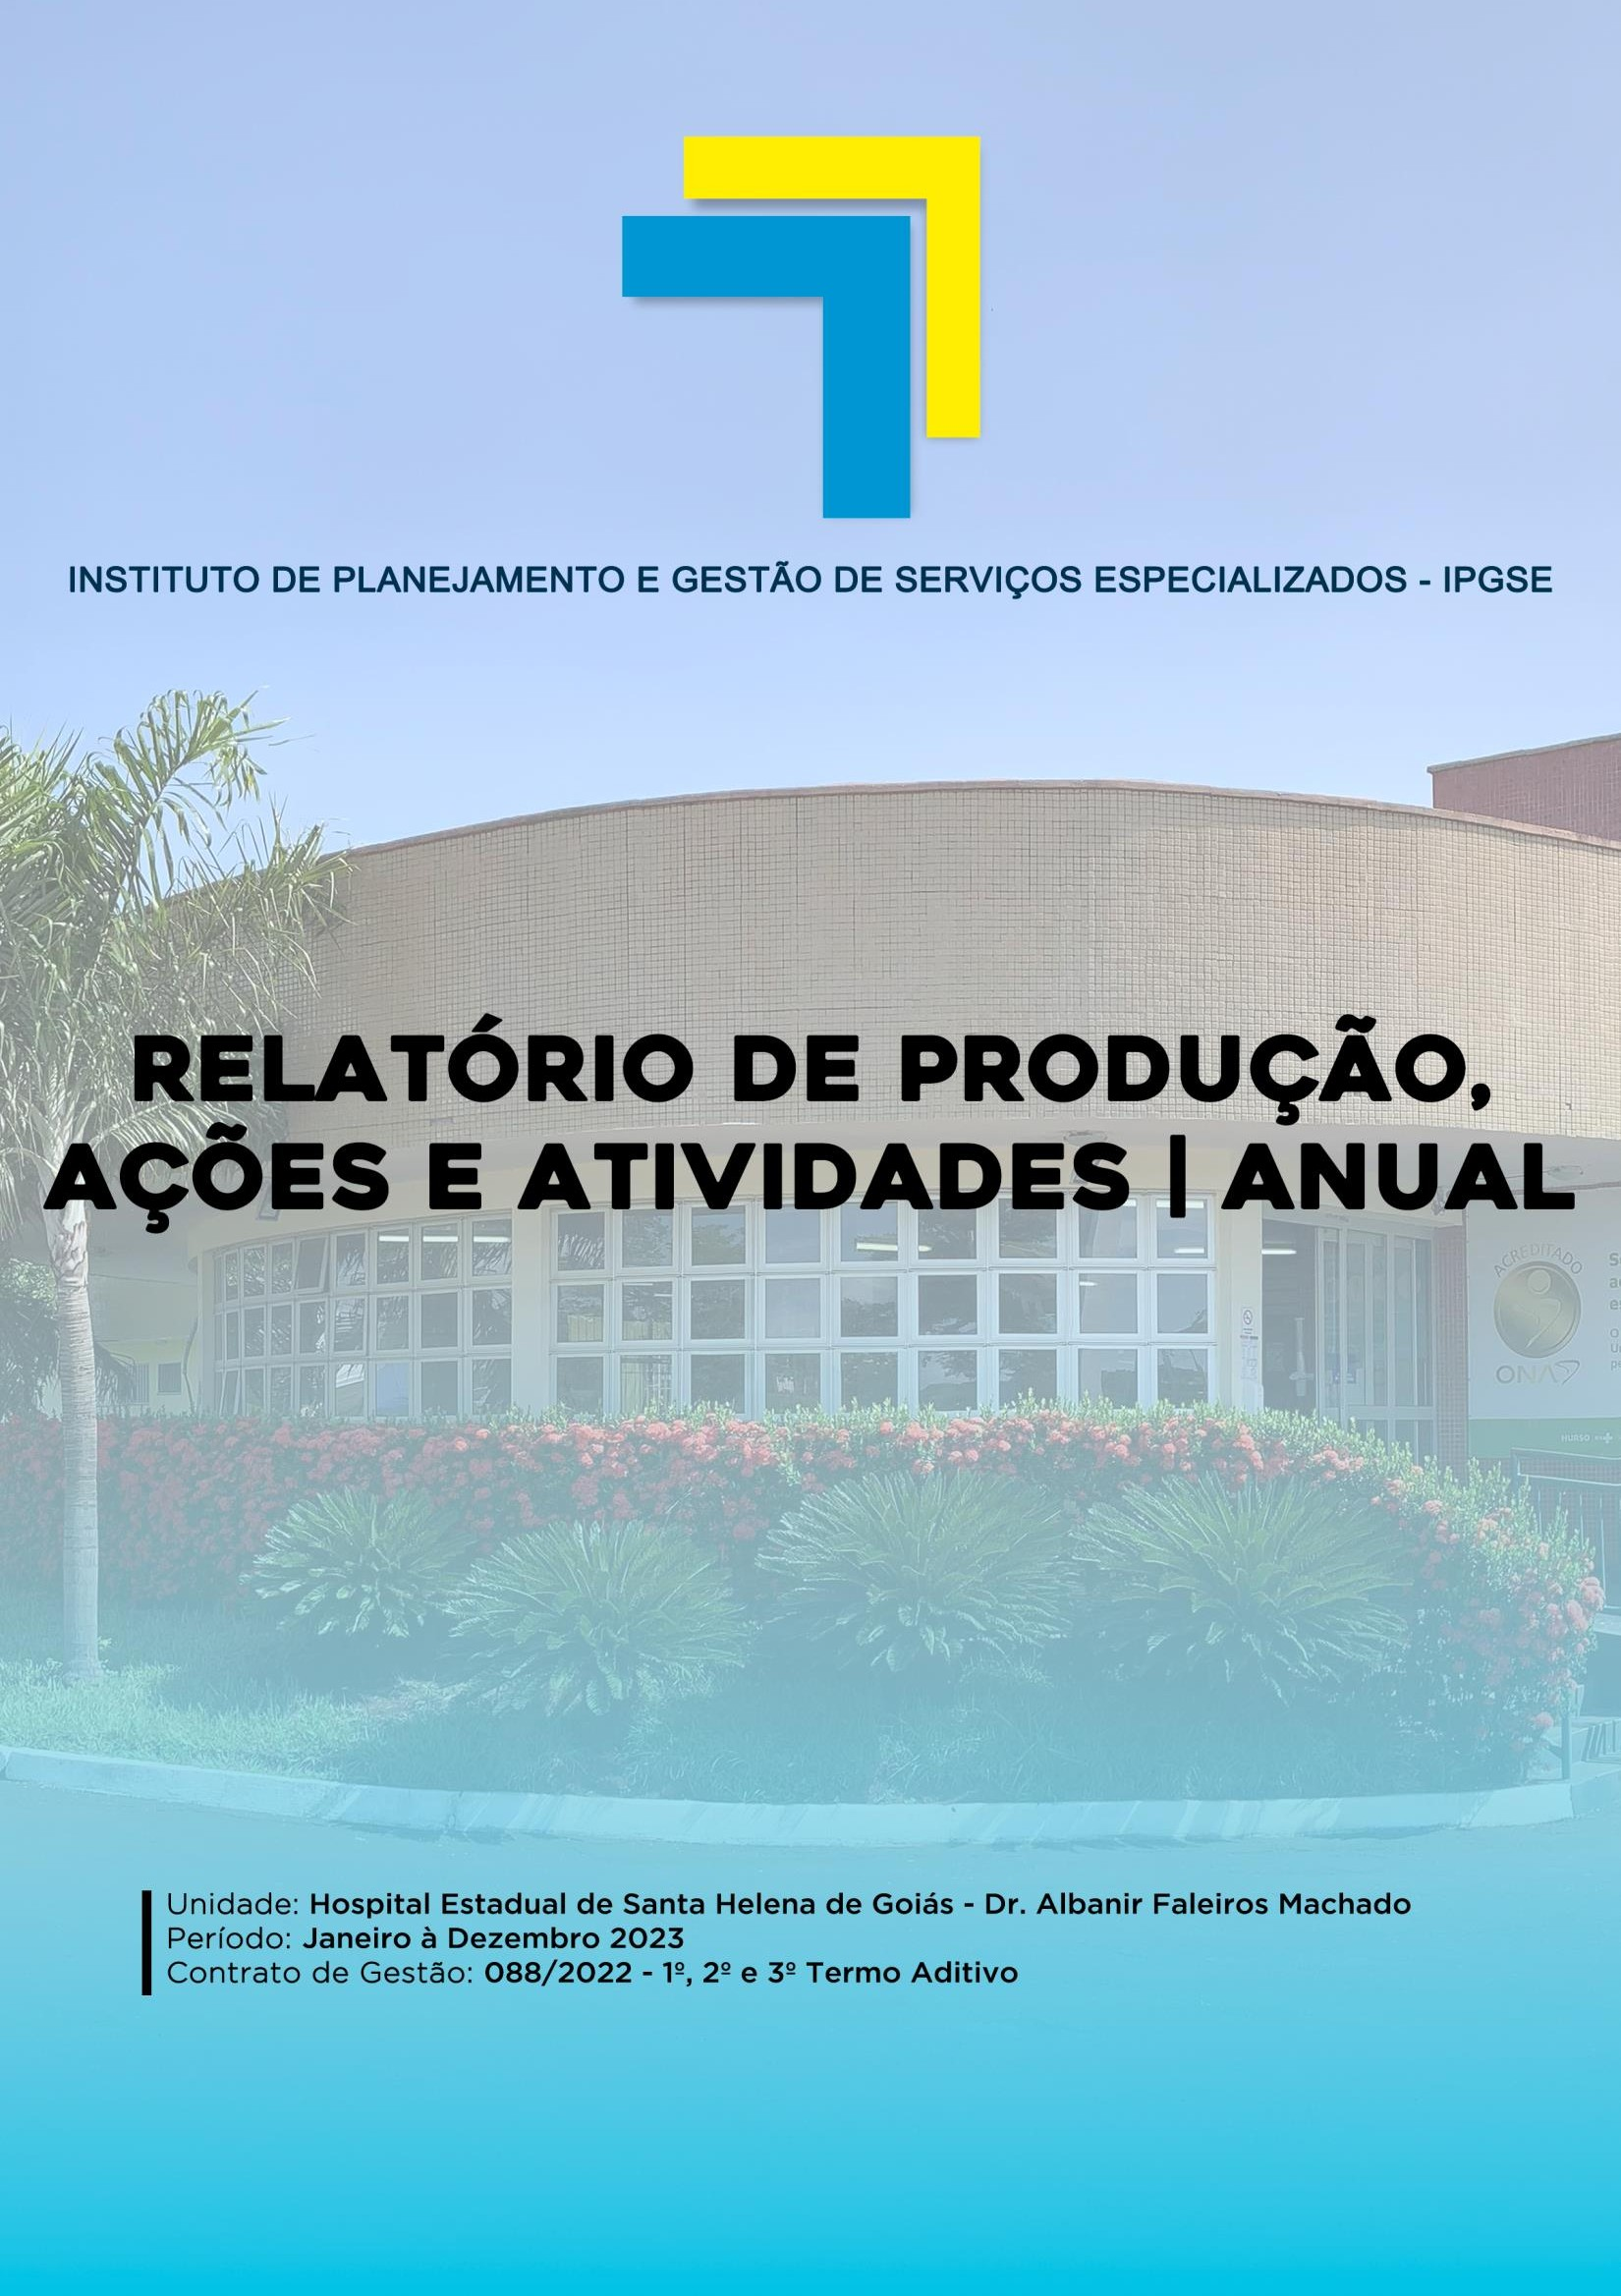 INSTITUTO DE PLANEJAMENTO E GESTÃO DE SERVIÇOS ESPECIALIZADOS - IPGSE
RELATÓRIO DE PRODUÇÃO,
AÇÕES E ATIVIDADES | ANUAL
ACREDITADO
ONA
HURSO
Unidade: Hospital Estadual de Santa Helena de Goiás - Dr. Albanir Faleiros Machado
Período: Janeiro à Dezembro 2023
Contrato de Gestão: 088/2022 - 1º, 2º e 3º Termo Aditivo